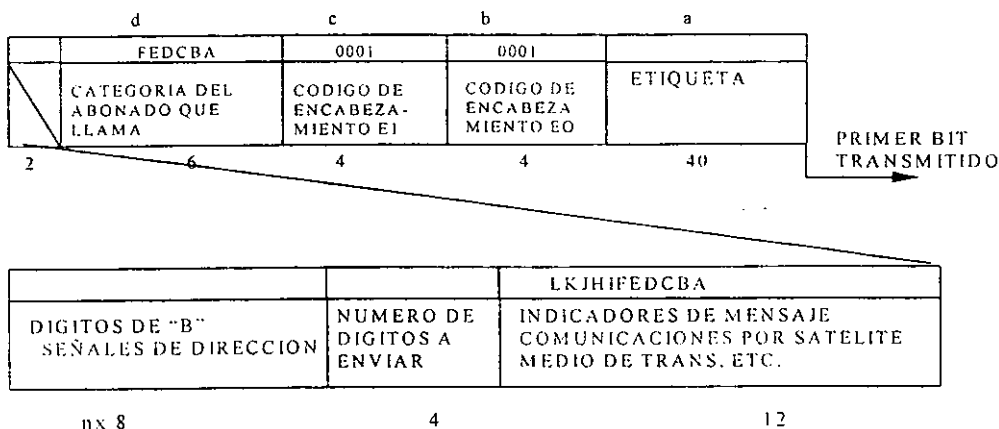 d c b a
FEDCBA 0001 0001
CATEGORIA DEL
ABONADO QUE
LLAMA
CODIGO DE
ENCABEZA-
MIENTO E1
CODIGO DE
ENCABEZA
MIENTO EO
ETIQUETA
2 6 4 4 40
PRIMER BIT
TRANSMITIDO
LKJHIFEDCBA
DIGITOS DE "B"
SEÑALES DE DIRECCION
NUMERO DE
DIGITOS A
ENVIAR
INDICADORES DE MENSAJE
COMUNICACIONES POR SATELITE
MEDIO DE TRANS. ETC.
nx 8 4 12